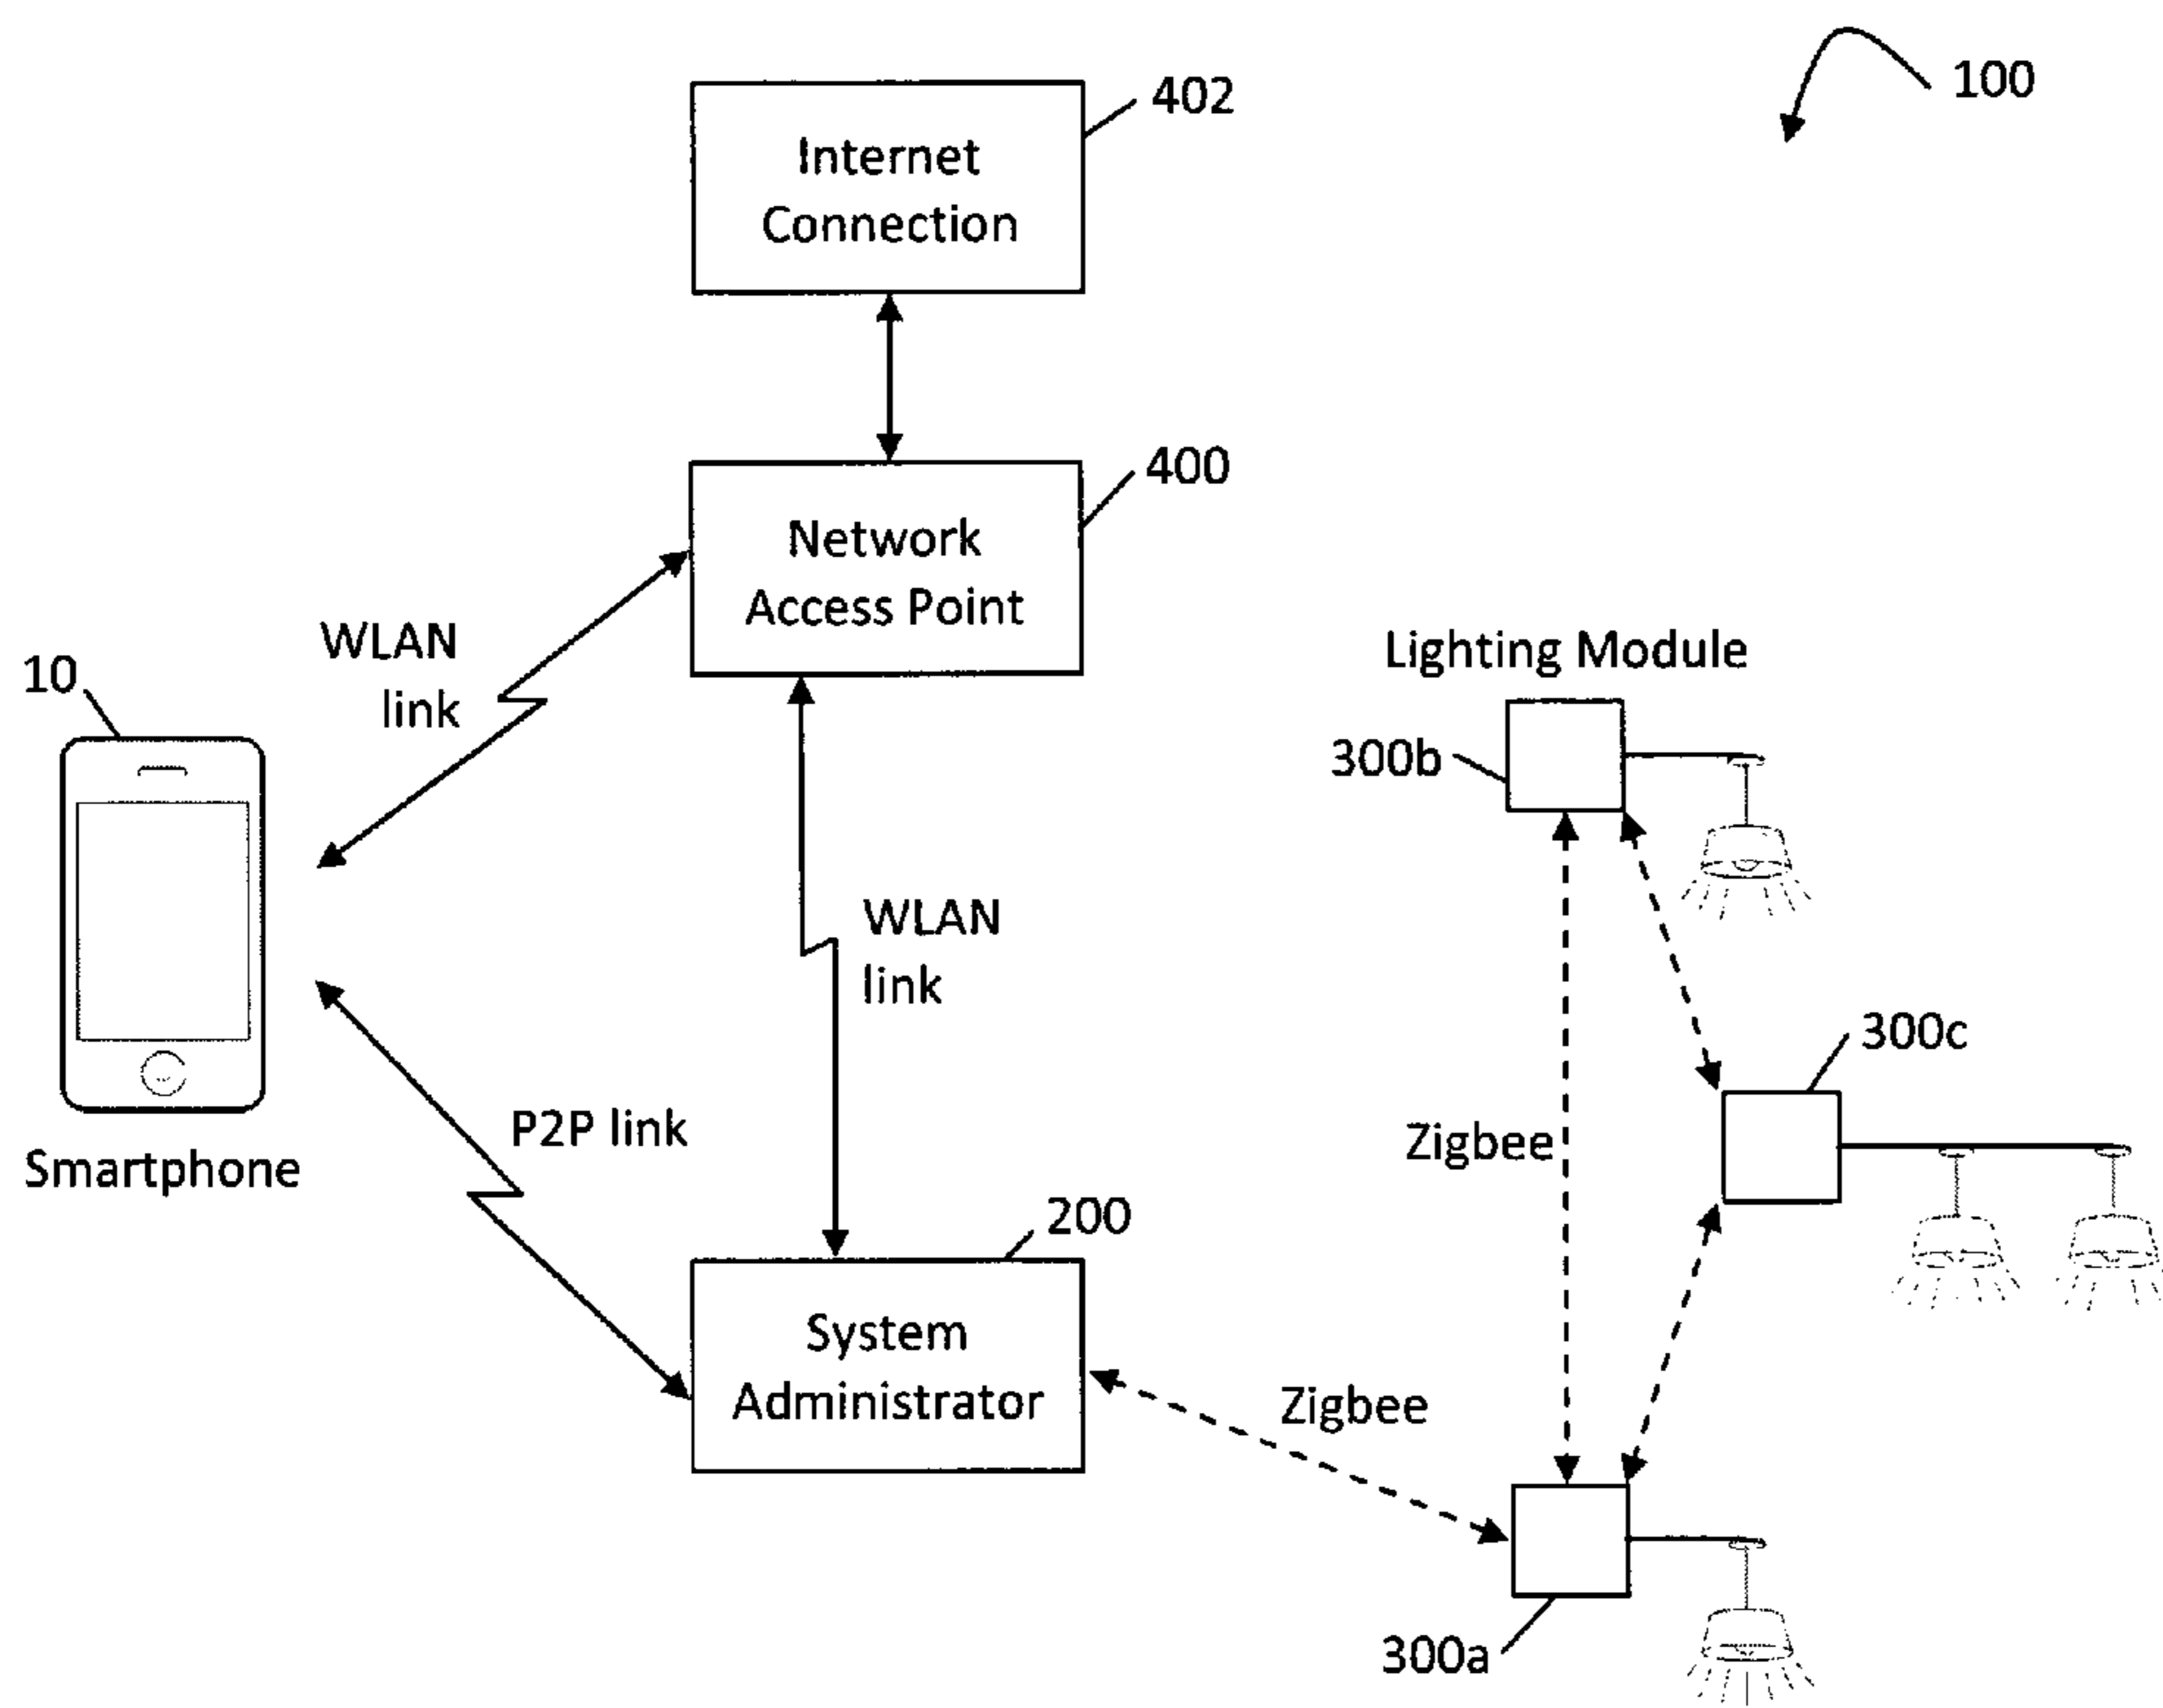 402
100
Internet
Connection
400
Network
Access Point
WLAN
link
10
Lighting Module
300b
WLAN
link
300c
P2P link
Zigbee
Smartphone
200
System
Administrator
Zigbee
300a